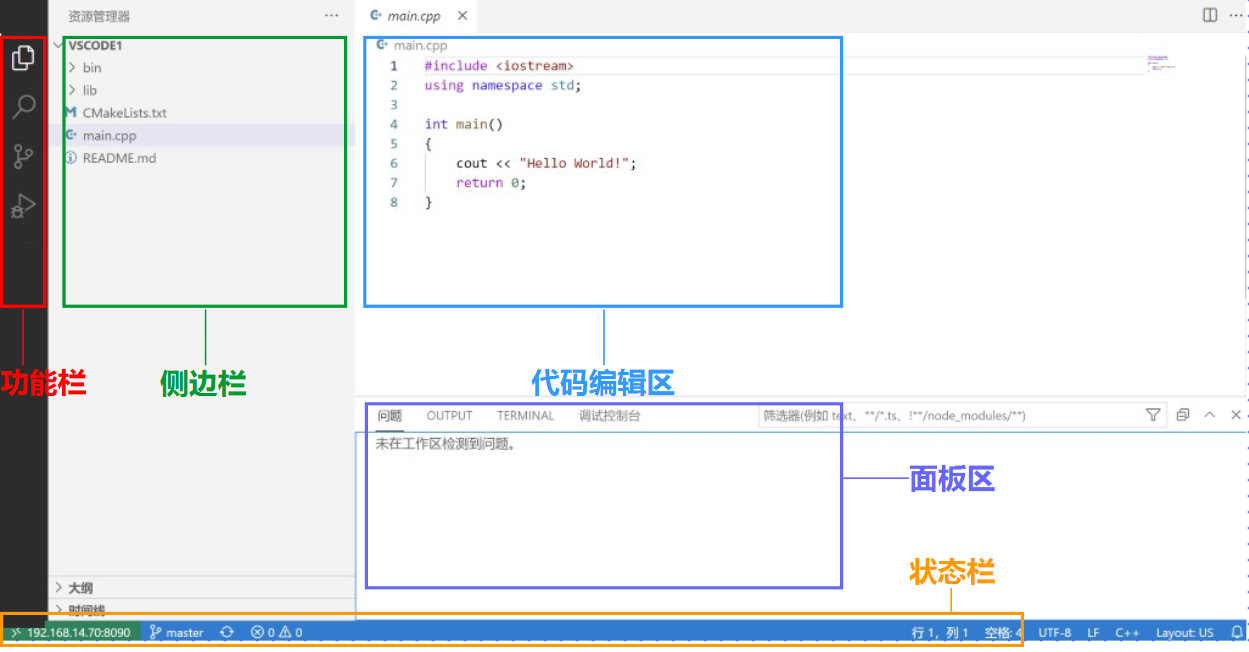 资源管理器 ···
main.cpp ×
VSCODE1
bin
lib
CMakeLists.txt
main.cpp
README.md
main.cpp
1 #include <iostream>
2 using namespace std;
3
4 int main()
5 {
6 cout << "Hello World!";
7 return 0;
8 }
功能栏
侧边栏
代码编辑区
问题 OUTPUT TERMINAL 调试控制台 筛选器(例如 text、**/*.ts、!**/node_modules/**)
未在工作区检测到问题。
面板区
状态栏
大纲
时间线
192.168.14.70:8090 master 0 0 行 1，列 1 空格: 4 UTF-8 LF C++ Layout: US